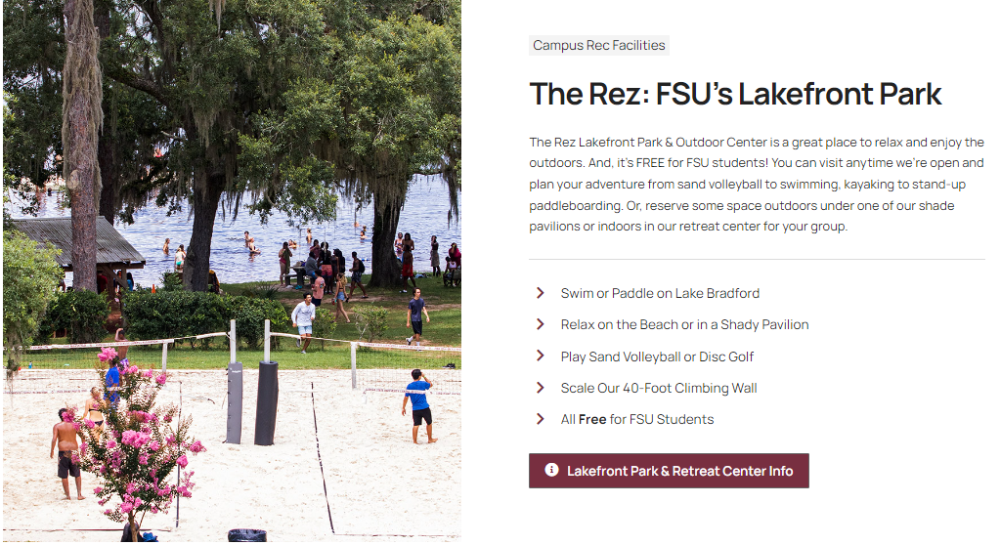 Campus Rec Facilities
The Rez: FSU's Lakefront Park
The Rez Lakefront Park & Outdoor Center is a great place to relax and enjoy the
outdoors. And, it's FREE for FSU students! You can visit anytime we're open and
plan your adventure from sand volleyball to swimming, kayaking to stand-up
paddleboarding. Or, reserve some space outdoors under one of our shade
pavilions or indoors in our retreat center for your group.
Swim or Paddle on Lake Bradford
Relax on the Beach or in a Shady Pavilion
Play Sand Volleyball or Disc Golf
Scale Our 40-Foot Climbing Wall
All Free for FSU Students
Lakefront Park & Retreat Center Info